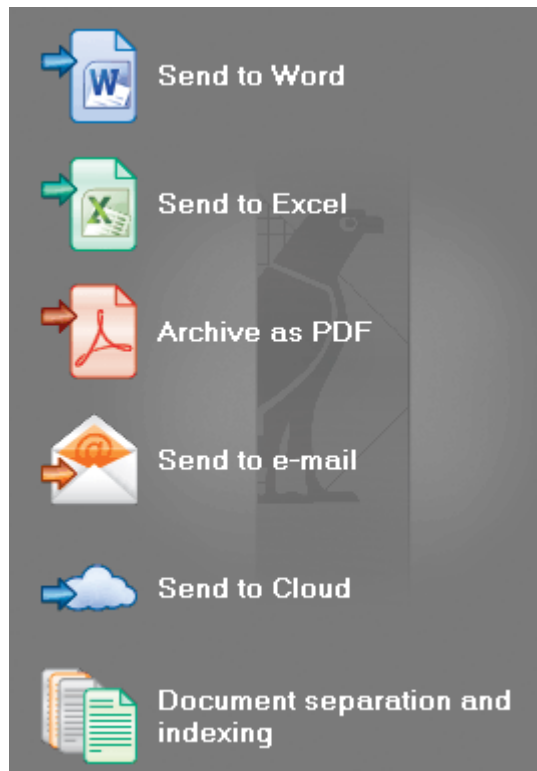 Send to Word
Send to Excel
Archive as PDF
Send to e-mail
Send to Cloud
Document separation and
indexing